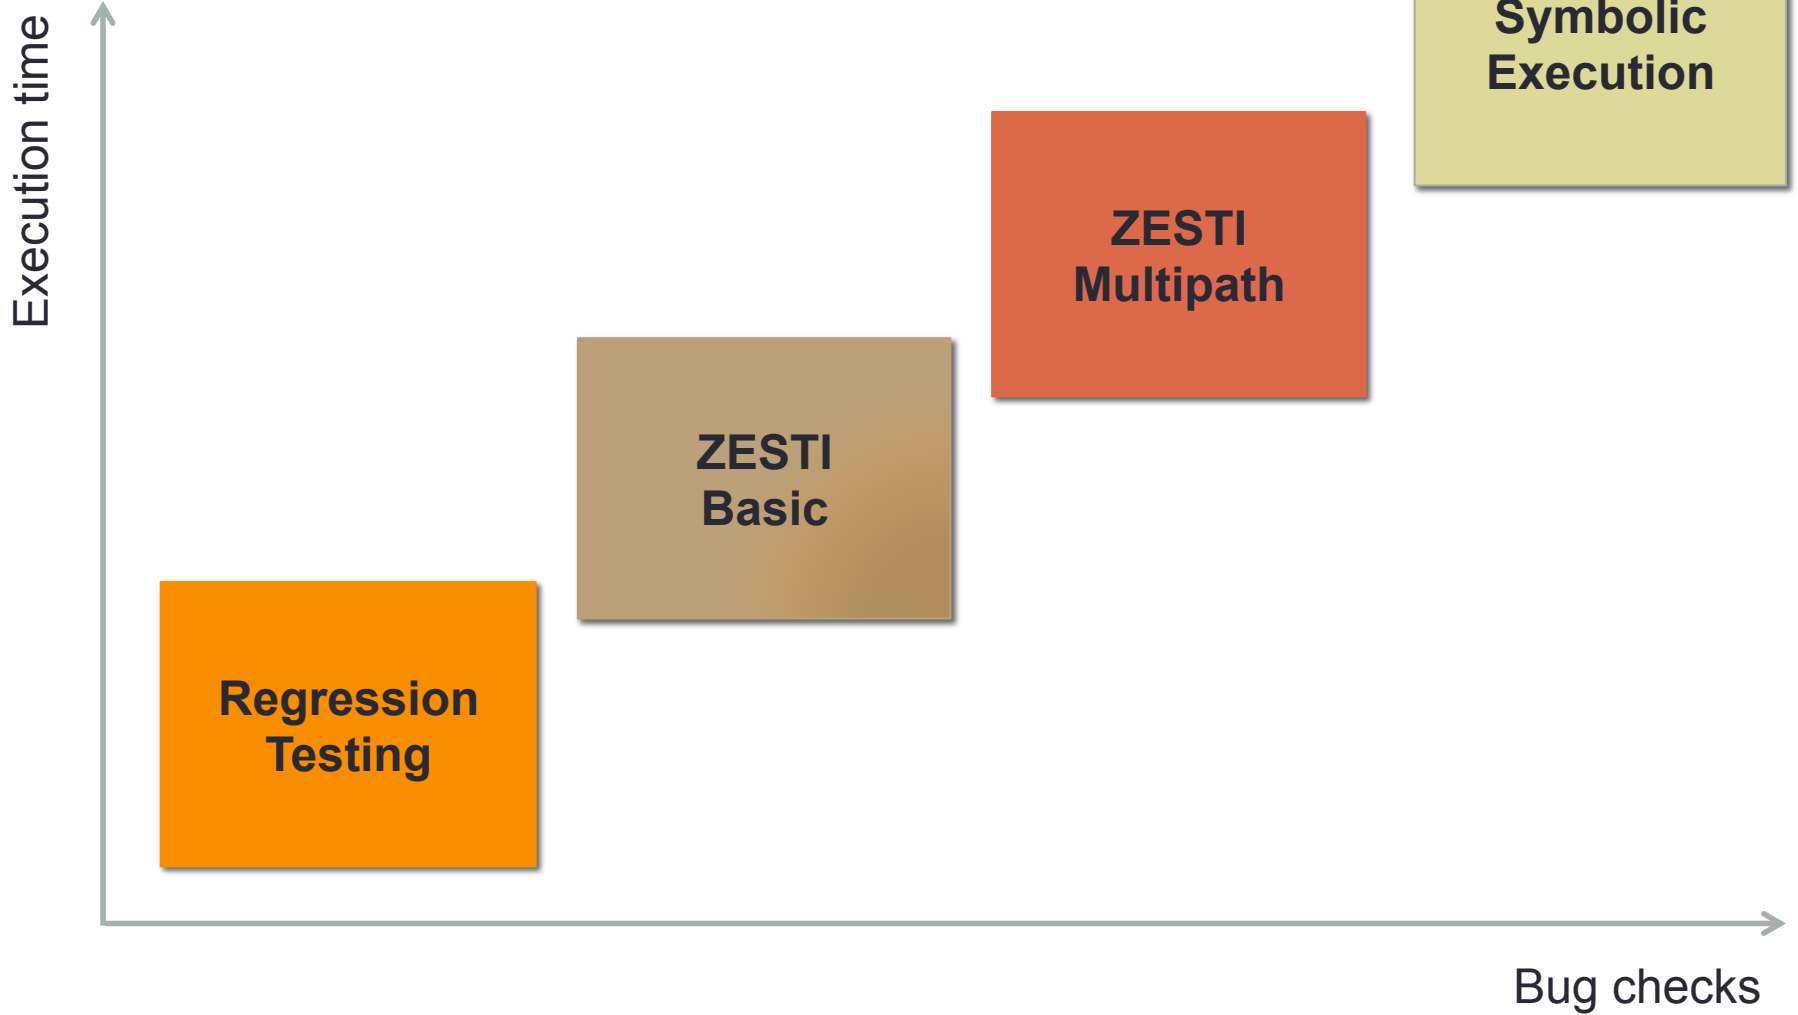 Execution time
Symbolic
Execution
ZESTI
Multipath
ZESTI
Basic
Regression
Testing
Bug checks